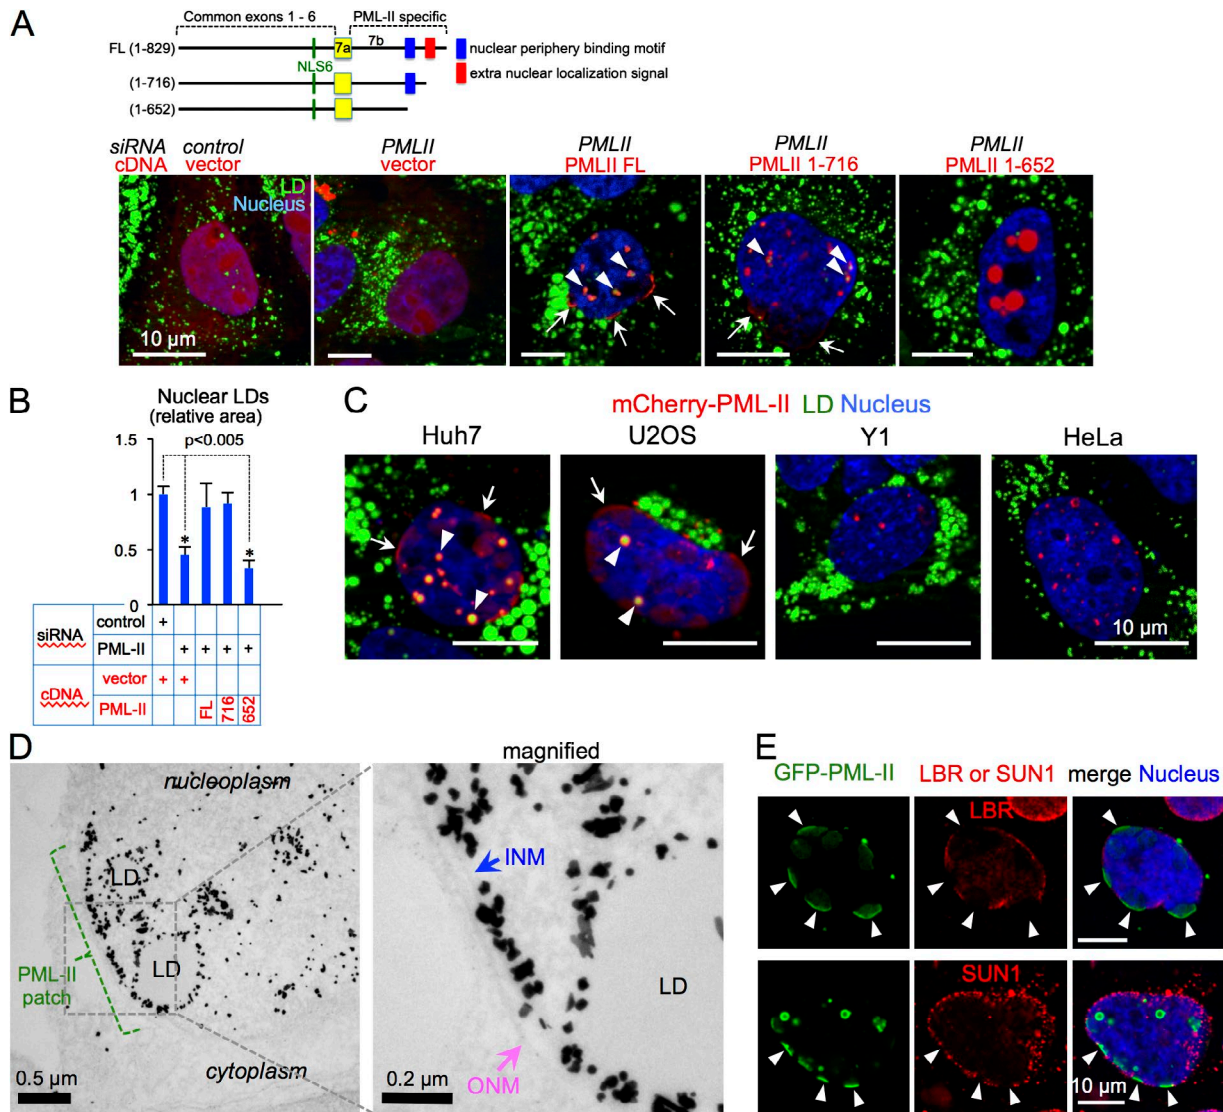 A
Common exons 1 - 6
PML-II specific
FL (1-829)
7a
7b
nuclear periphery binding motif
NLS6
extra nuclear localization signal
(1-716)
(1-652)
siRNA control PMLII PMLII PMLII PMLII
cDNA vector vector PMLII FL PMLII 1-716 PMLII 1-652
LD
Nucleus
10 µm
B
Nuclear LDs
(relative area)
1.5
p<0.005
1
0.5
0
* *
siRNA
control +
PML-II + + + +
cDNA
vector + +
PML-II FL 716 652
C
mCherry-PML-II LD Nucleus
Huh7 U2OS Y1 HeLa
10 µm
D
magnified
nucleoplasm
LD
LD
PML-II
patch
cytoplasm
0.5 µm
INM
LD
ONM
0.2 µm
E
GFP-PML-II LBR or SUN1 merge Nucleus
LBR
SUN1
10 µm